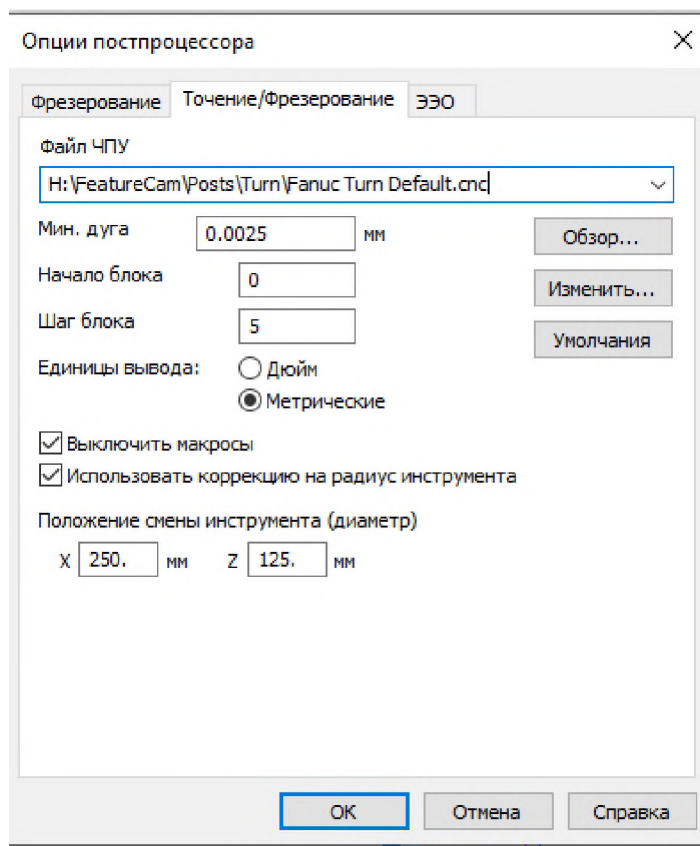 Опции постпроцессора
Фрезерование Точение/Фрезерование ЭЭО
Файл ЧПУ
H:\FeatureCam\Posts\Turn\Fanuc Turn Default.cnc
Мин. дуга 0.0025 мм Обзор...
Начало блока 0 Изменить...
Шаг блока 5 Умолчания
Единицы вывода: Дюйм
Метрические
Выключить макросы
Использовать коррекцию на радиус инструмента
Положение смены инструмента (диаметр)
X 250. мм Z 125. мм
OK Отмена Справка